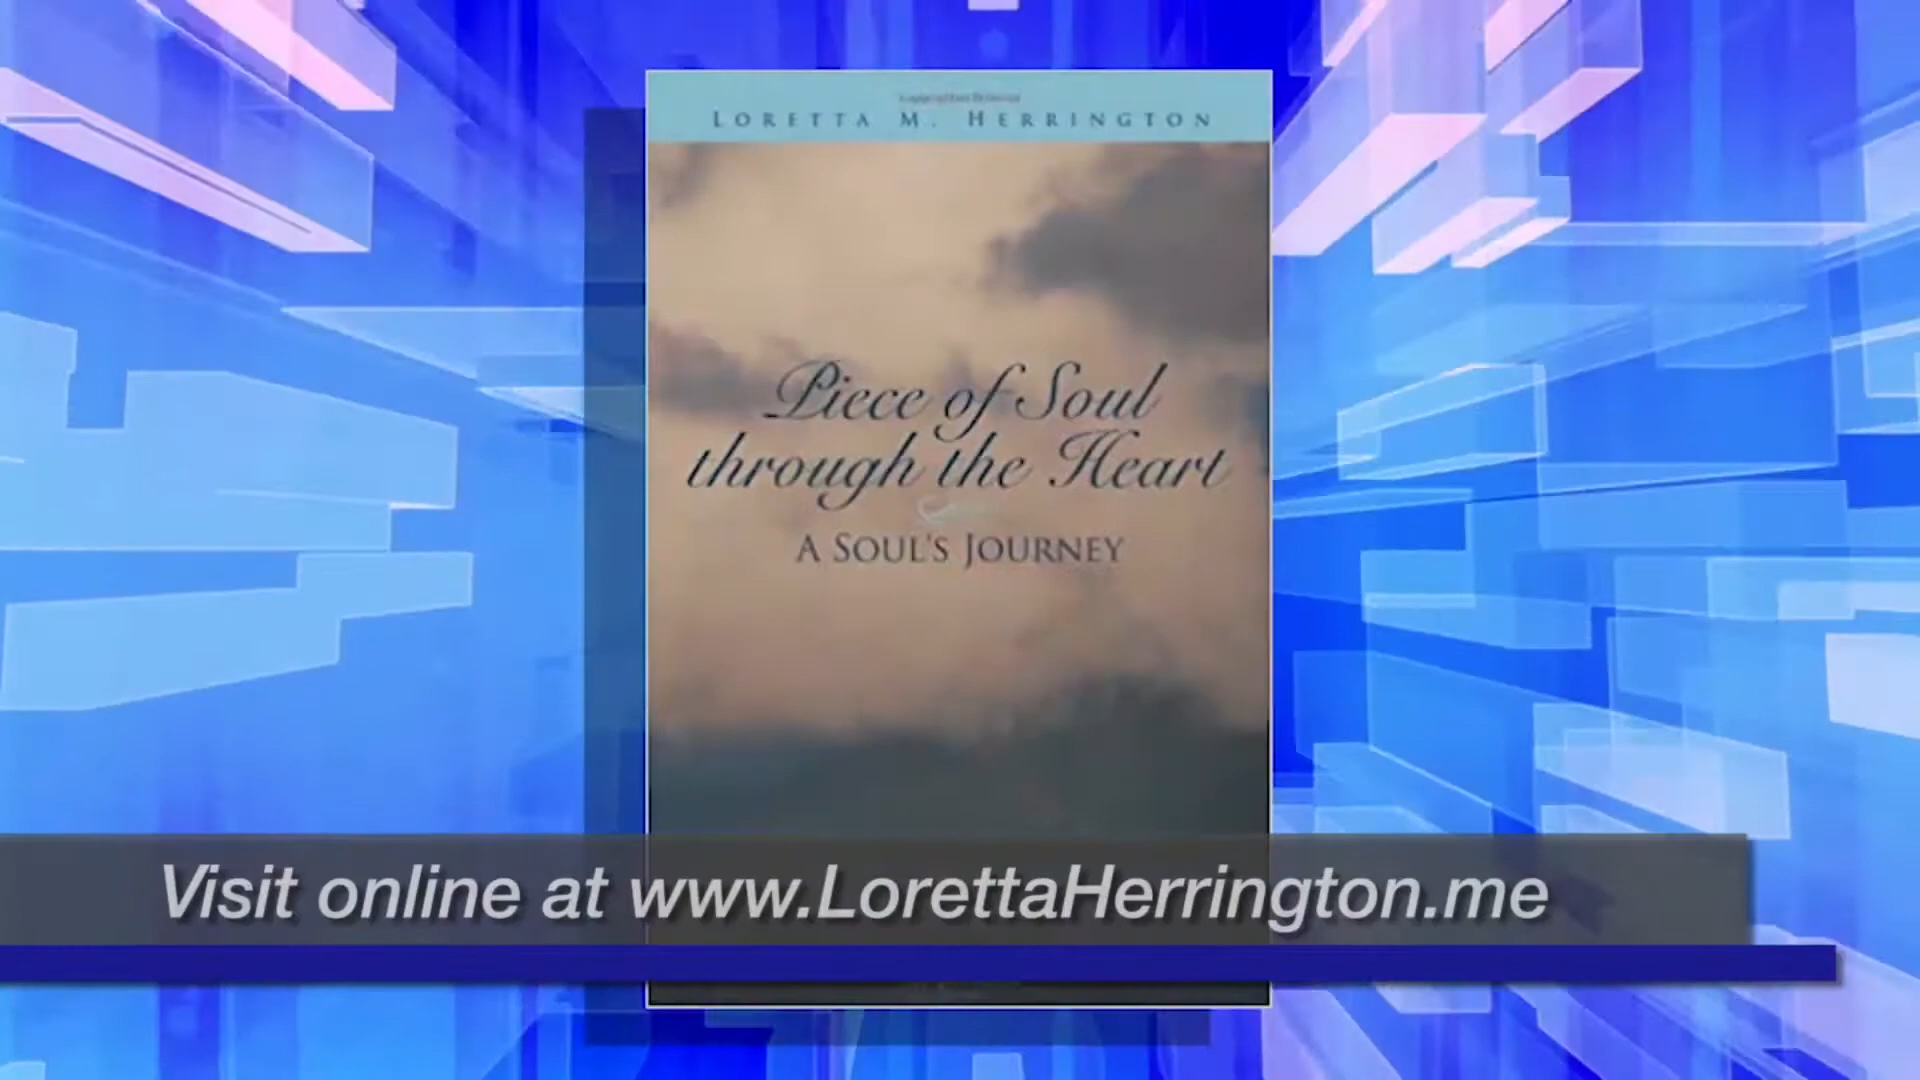 LORETTA M. HERRINGTON
Piece of Soul
through the Heart
A SOUL'S JOURNEY
Visit online at www.LorettaHerrington.me